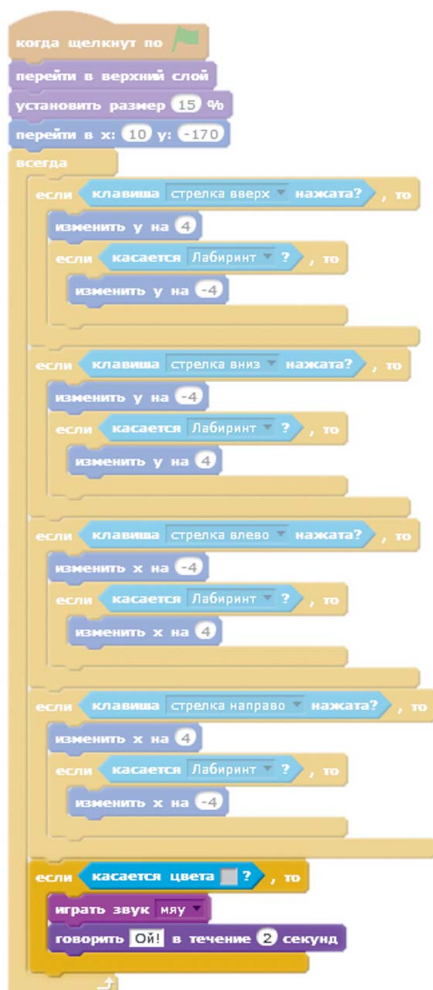 когда щелкнут по
перейти в верхний слой
установить размер 15 %
перейти в x: 10 y: -170
всегда
если клавиша стрелка вверх нажата? , то
изменить y на 4
если касается Лабиринт ? , то
изменить y на -4
если клавиша стрелка вниз нажата? , то
изменить y на -4
если касается Лабиринт ? , то
изменить y на 4
если клавиша стрелка влево нажата? , то
изменить x на -4
если касается Лабиринт ? , то
изменить x на 4
если клавиша стрелка направо нажата? , то
изменить x на 4
если касается Лабиринт ? , то
изменить x на -4
если касается цвета ? , то
играть звук мяу
говорить Ой! в течение 2 секунд